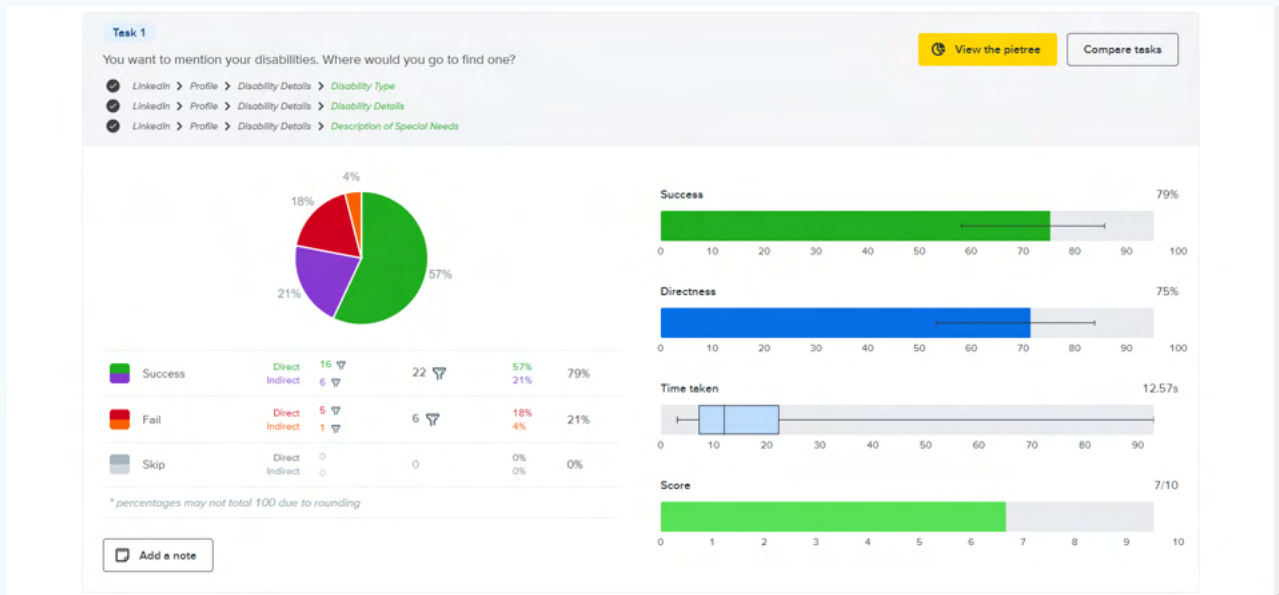 Task 1
You want to mention your disabilities. Where would you go to find one?
View the pietree
Compare tasks
LinkedIn > Profile > Disability Details > Disability Type
LinkedIn > Profile > Disability Details > Disability Details
LinkedIn > Profile > Disability Details > Description of Special Needs
4%
18%
57%
21%
Success Direct 16 22 57% 79%
Indirect 6 21%
Fail Direct 5 6 18% 21%
Indirect 1 4%
Skip Direct 0 0 0% 0%
Indirect 0 0%
* percentages may not total 100 due to rounding
Add a note
Success 79%
0 10 20 30 40 50 60 70 80 90 100
Directness 75%
0 10 20 30 40 50 60 70 80 90 100
Time taken 12.57s
0 10 20 30 40 50 60 70 80 90
Score 7/10
0 1 2 3 4 5 6 7 8 9 10